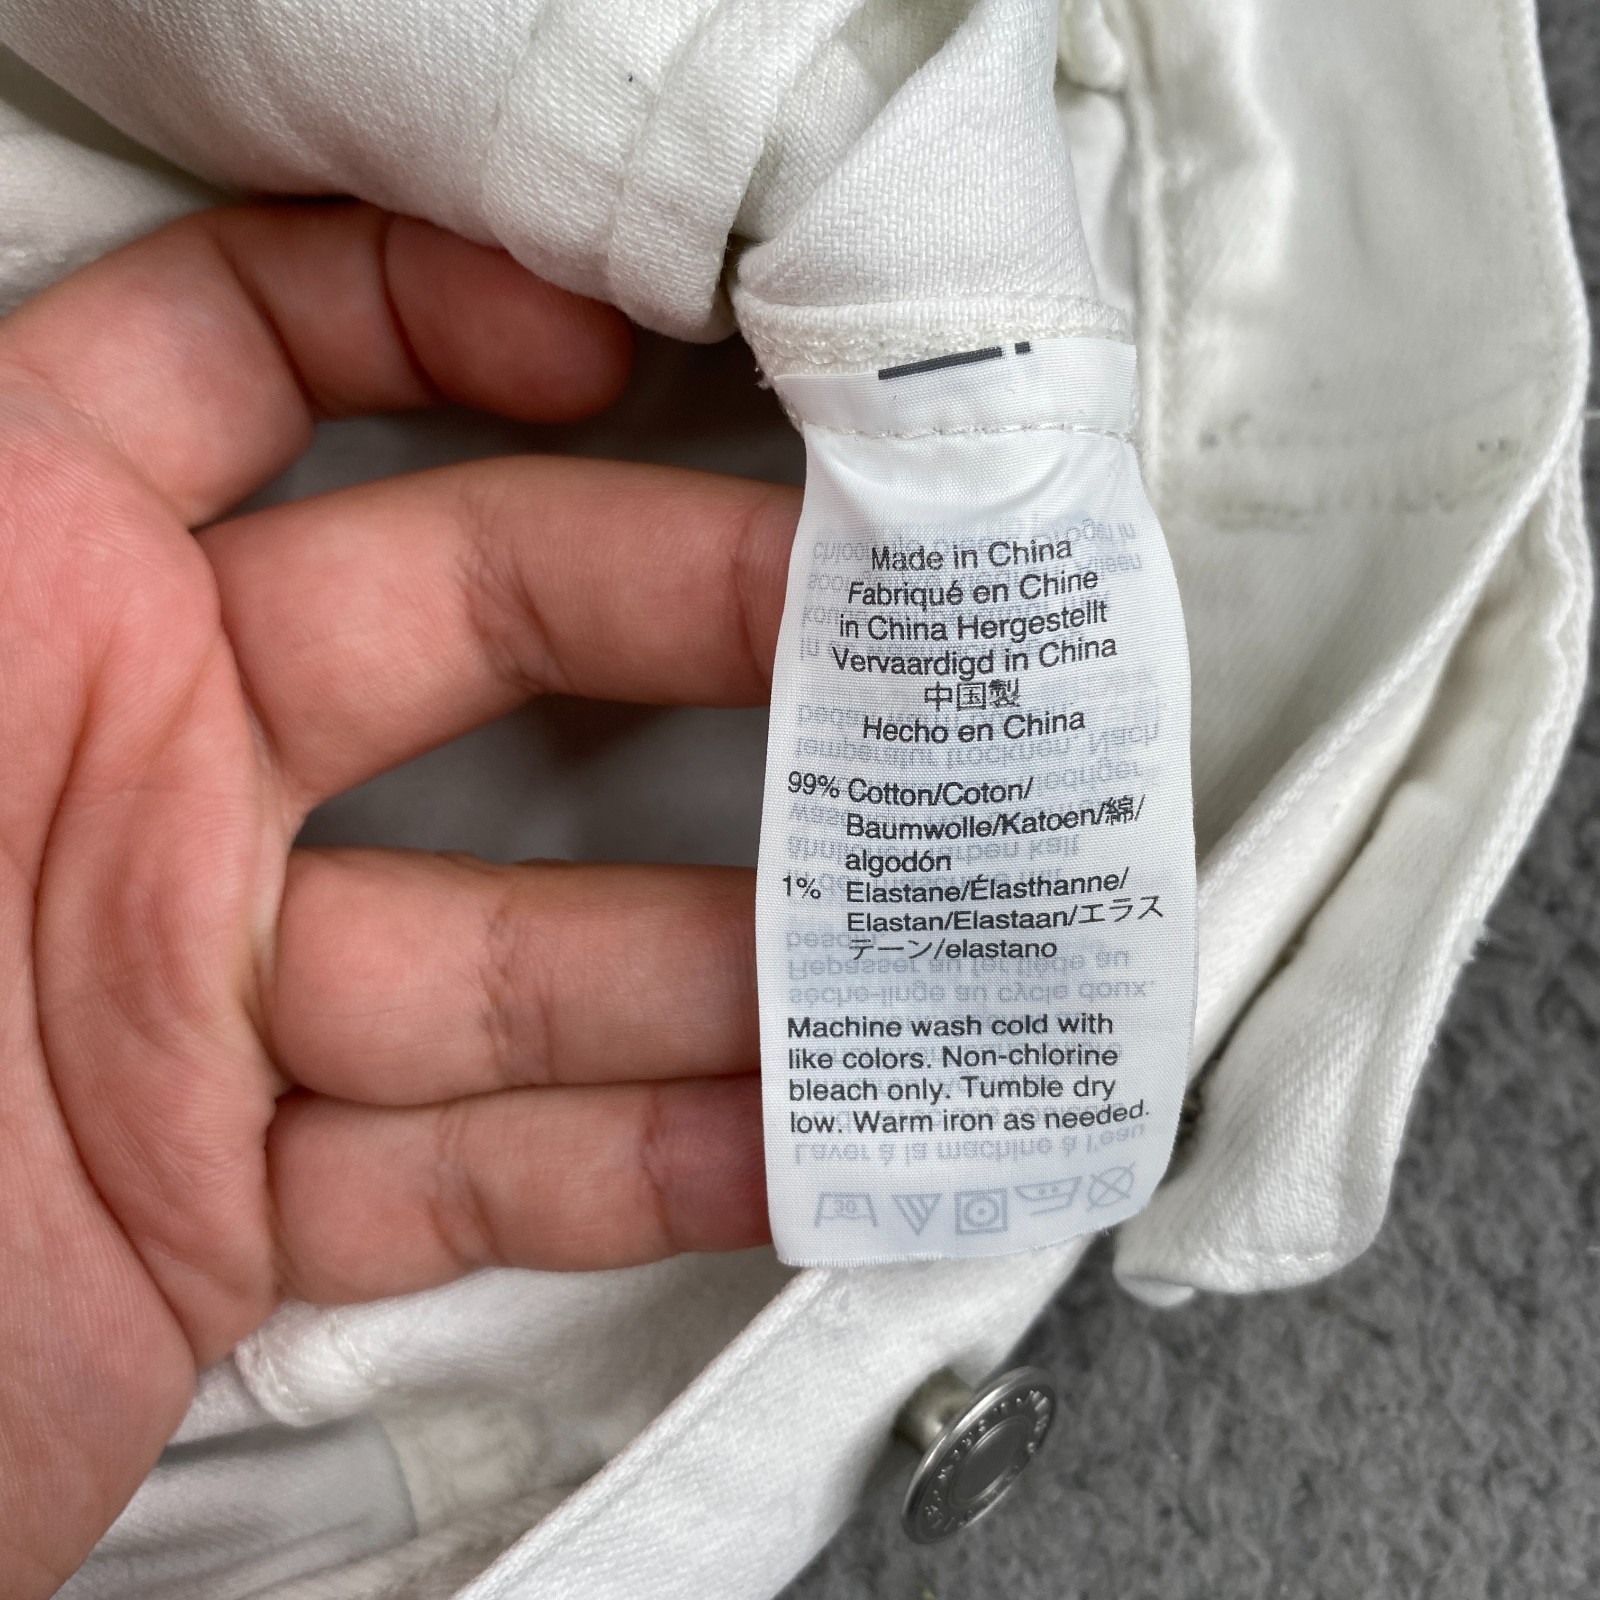 Made in China
Fabriqué en Chine
in China Hergestellt
Vervaardigd in China
中国製
Hecho en China
99% Cotton/Coton/
Baumwolle/Katoen/綿/
algodón
1% Elastane/Élasthanne/
Elastan/Elastaan/エラス
テーン/elastano
Machine wash cold with
like colors. Non-chlorine
bleach only. Tumble dry
low. Warm iron as needed.
30